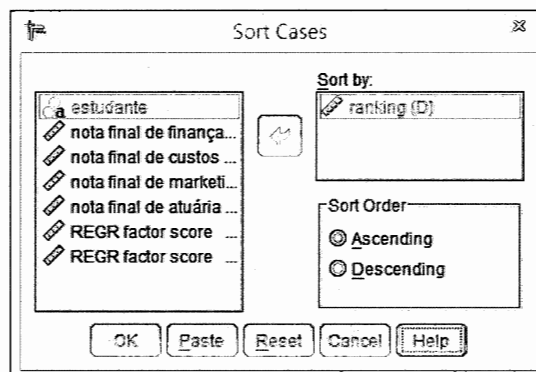 Sort Cases
estudante
nota final de finança...
nota final de custos ...
nota final de marketi...
nota final de atuária ...
REGR factor score ...
REGR factor score ...
Sort by:
ranking (D)
Sort Order
Ascending
Descending
OK
Paste
Reset
Cancel
Help